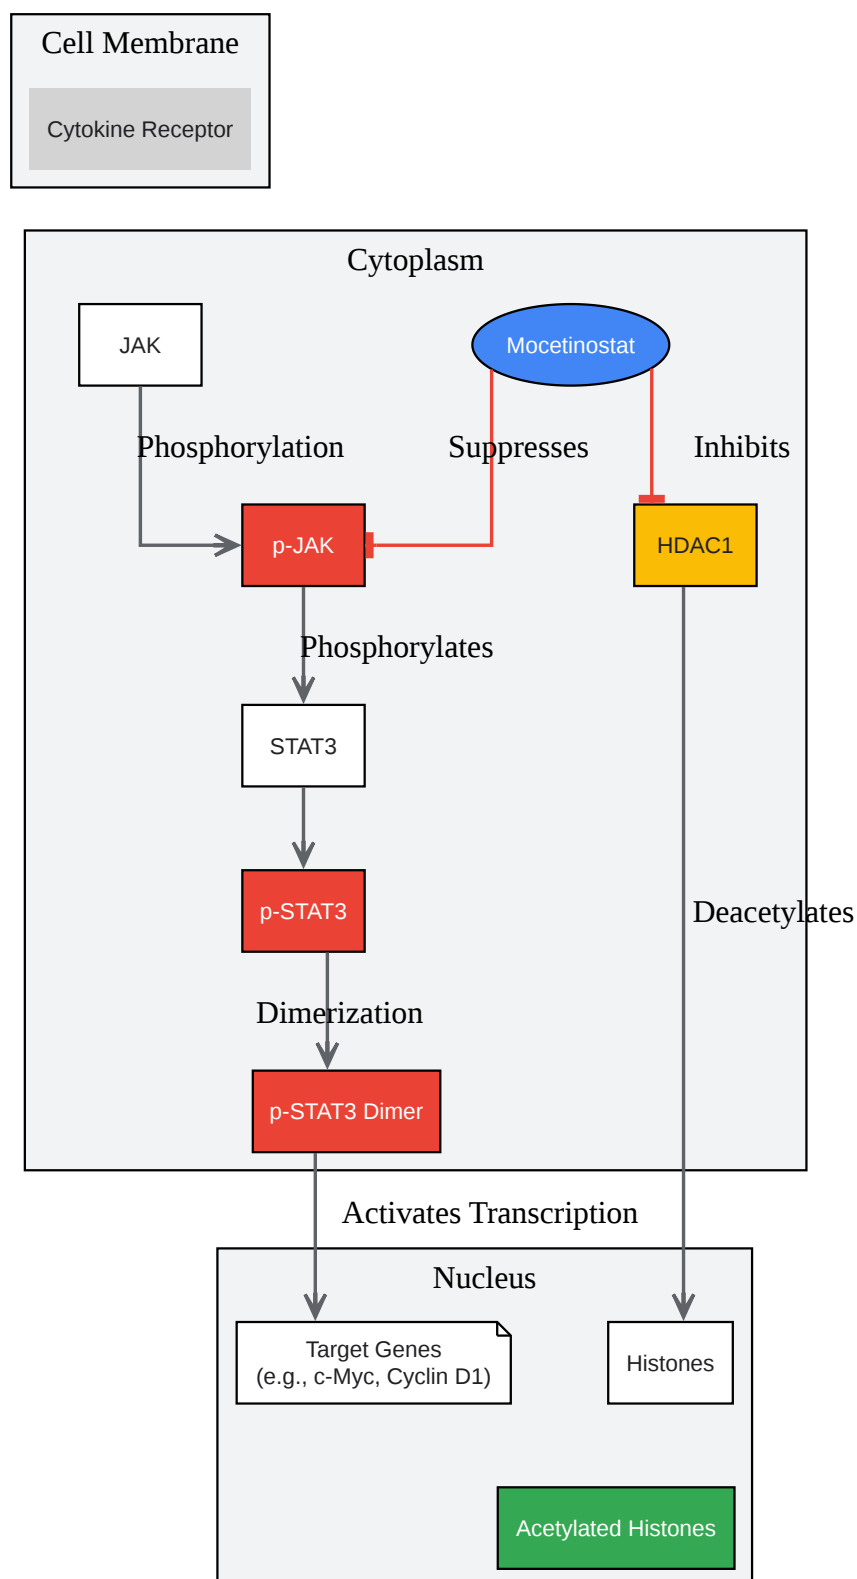 Cell Membrane
Cytokine Receptor
Cytoplasm
JAK
Mocetinostat
Phosphorylation
Suppresses
Inhibits
p-JAK
HDAC1
Phosphorylates
STAT3
p-STAT3
Deacetylates
Dimerization
p-STAT3 Dimer
Activates Transcription
Nucleus
Target Genes
(e.g., c-Myc, Cyclin D1)
Histones
Acetylated Histones